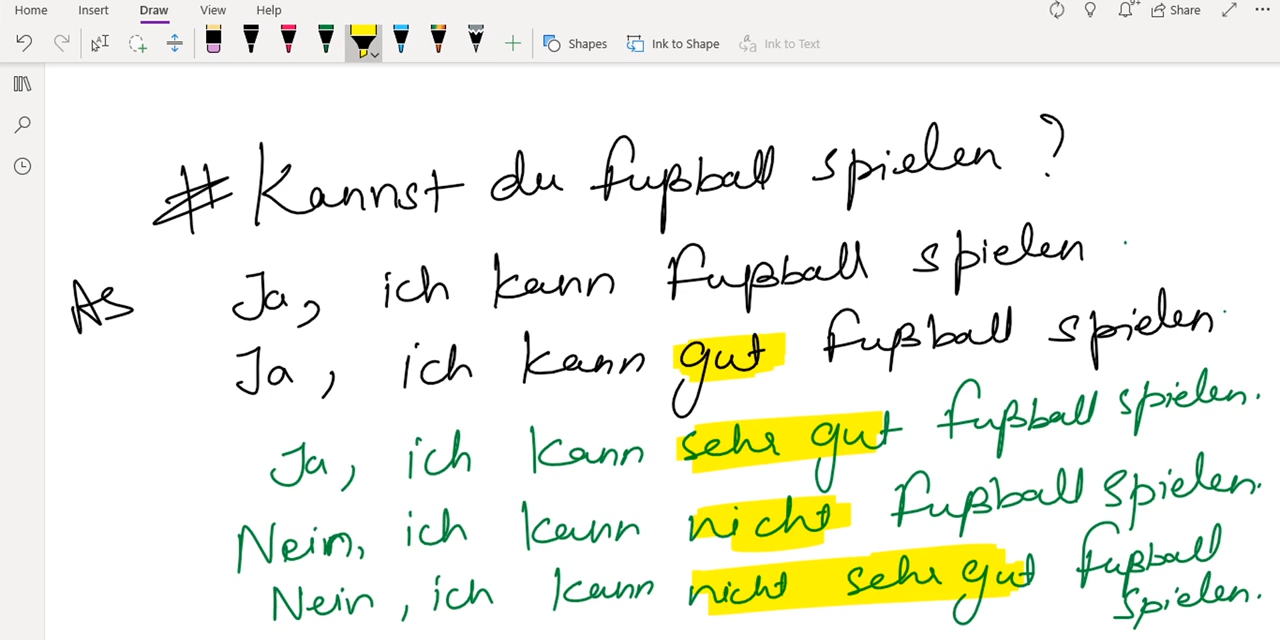 Home Insert Draw View Help Share
Shapes Ink to Shape Ink to Text
# Kannst du fußball spielen?
As Ja, ich kann fußball spielen
Ja, ich kann gut fußball spielen.
Ja, ich kann sehr gut fußball spielen.
Nein, ich kann nicht fußball spielen.
Nein, ich kann nicht sehr gut fußball
spielen.